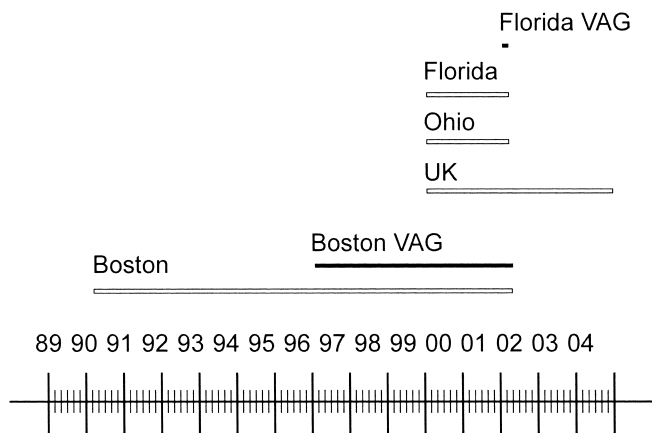 Florida VAG
Florida
Ohio
UK
Boston VAG
Boston
89 90 91 92 93 94 95 96 97 98 99 00 01 02 03 04